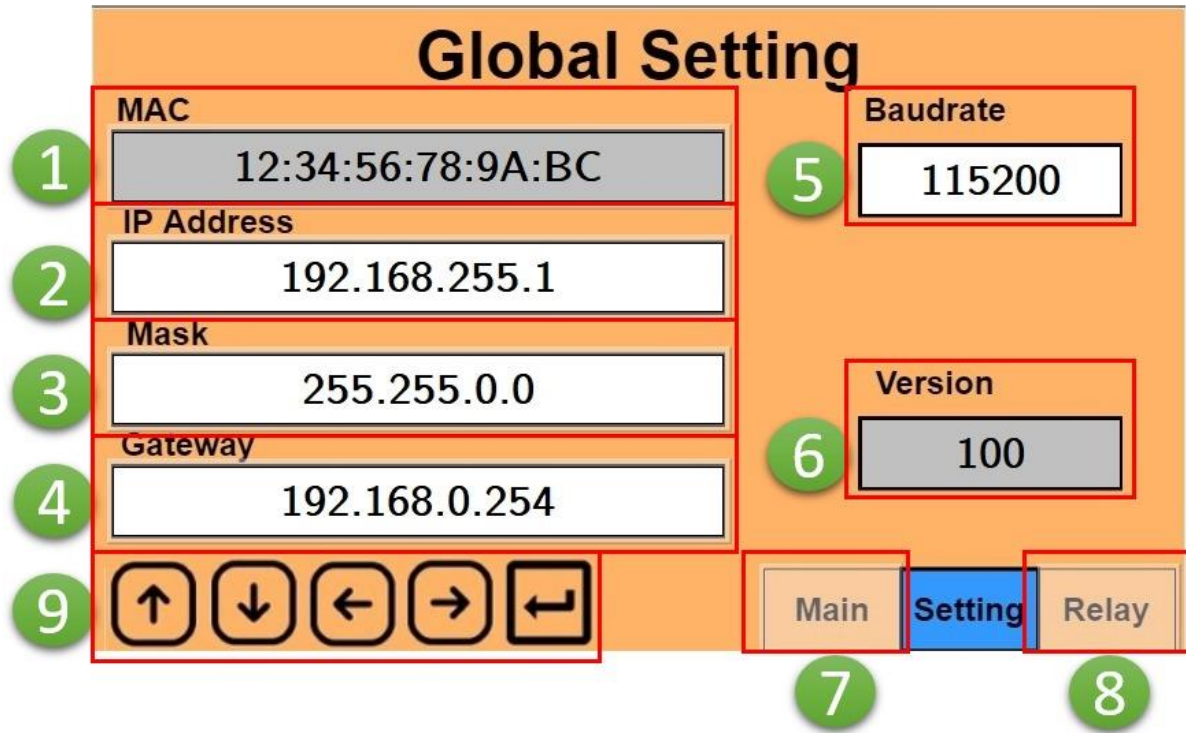 Global Setting
MAC
Baudrate
1
12:34:56:78:9A:BC
5
115200
IP Address
2
192.168.255.1
Mask
3
255.255.0.0
Version
Gateway
6
100
4
192.168.0.254
9
Main
Setting
Relay
7
8